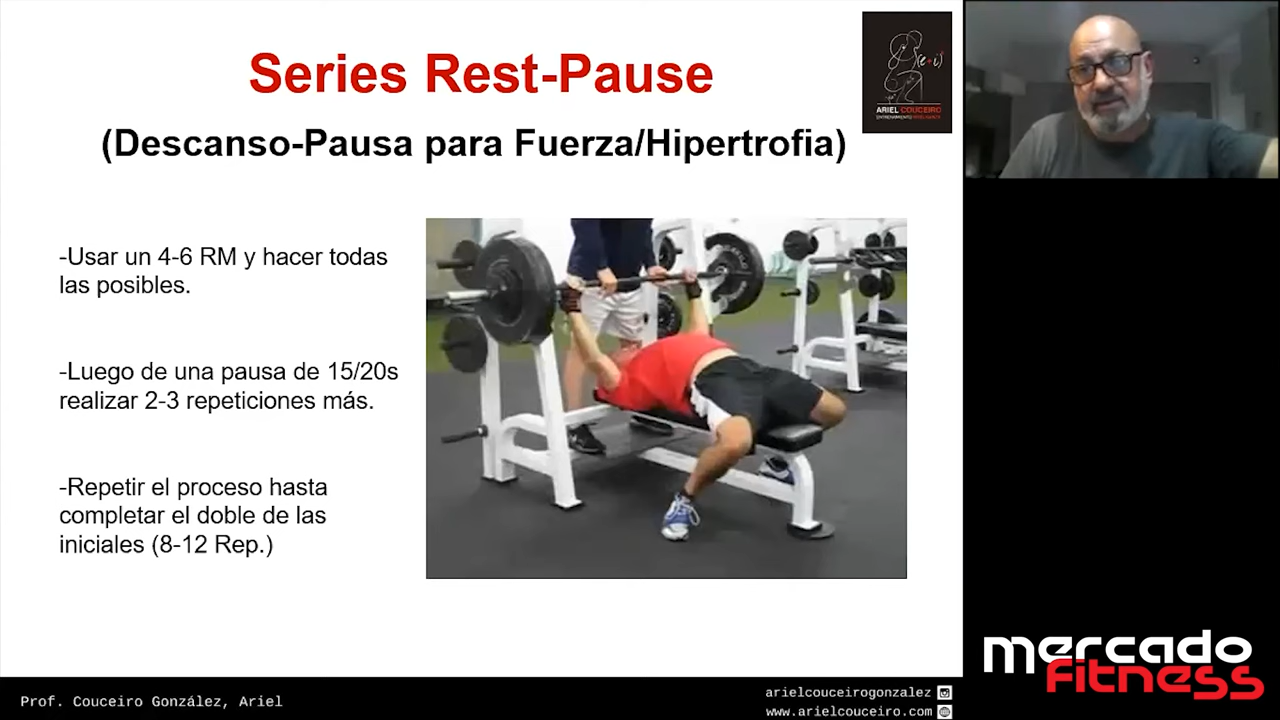 Series Rest-Pause
(Descanso-Pausa para Fuerza/Hipertrofia)
(e+i)
ARIEL COUCEIRO
-Usar un 4-6 RM y hacer todas
las posibles.
-Luego de una pausa de 15/20s
realizar 2-3 repeticiones más.
-Repetir el proceso hasta
completar el doble de las
iniciales (8-12 Rep.)
Prof. Couceiro González, Ariel
arielcouceirogonzalez
www.arielcouceiro.com
mercado
fitness